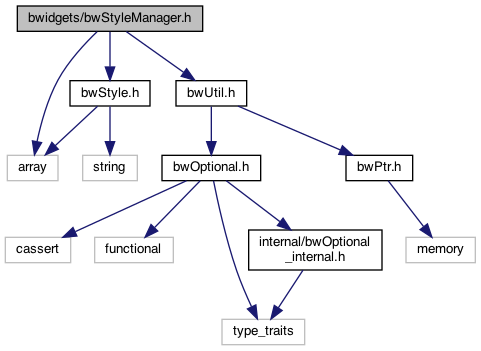 bwidgets/bwStyleManager.h
bwStyle.h
bwUtil.h
array
string
bwOptional.h
bwPtr.h
cassert
functional
internal/bwOptional
_internal.h
memory
type_traits